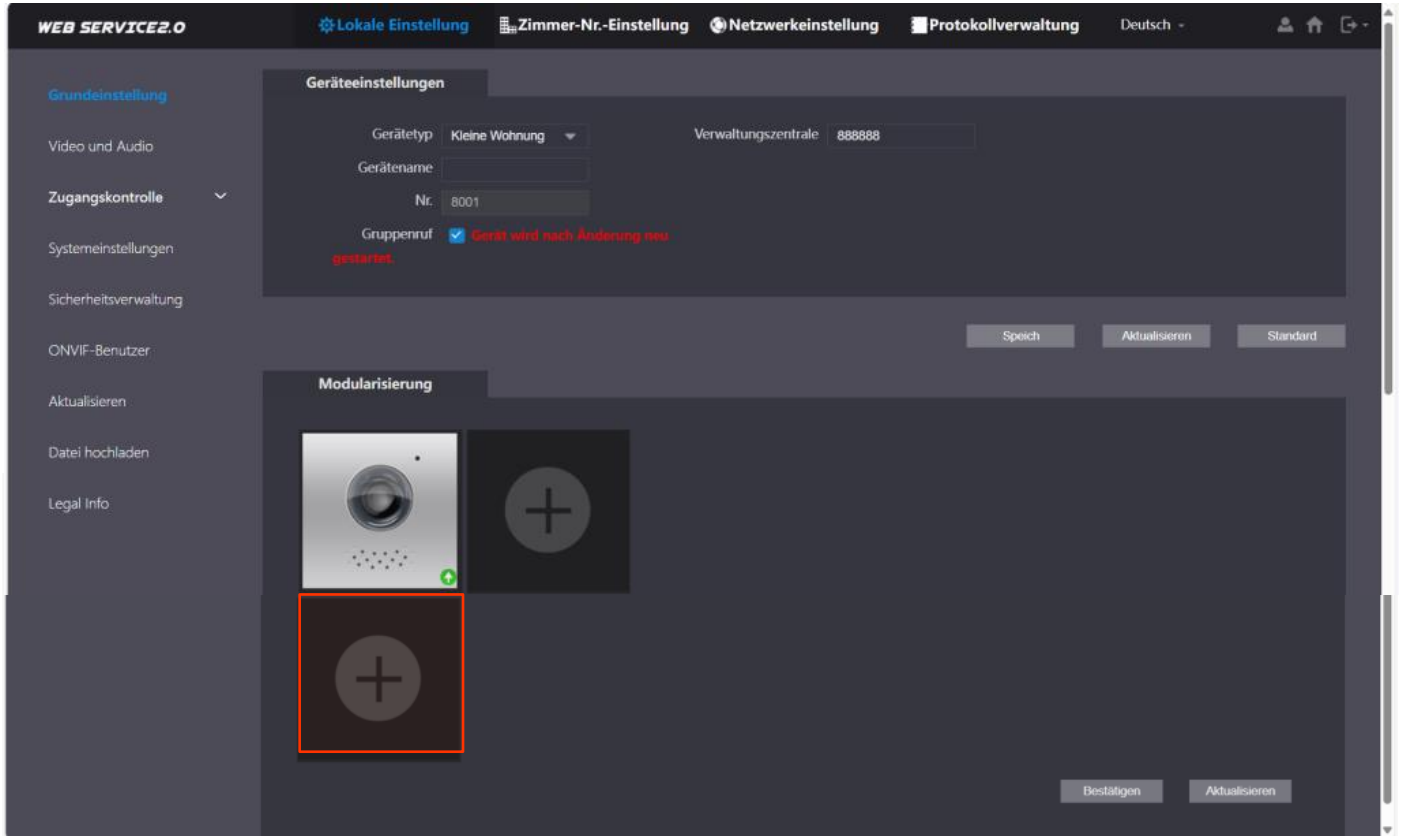 WEB SERVICE2.0
Lokale Einstellung
Zimmer-Nr.-Einstellung
Netzwerkeinstellung
Protokollverwaltung
Deutsch
Grundeinstellung
Video und Audio
Zugangskontrolle
Systemeinstellungen
Sicherheitsverwaltung
ONVIF-Benutzer
Aktualisieren
Datei hochladen
Legal Info
Geräteeinstellungen
Gerätetyp Kleine Wohnung
Verwaltungszentrale 888888
Gerätename
Nr. 8001
Gruppenruf Gerät wird nach Änderung neu
gestartet.
Speich
Aktualisieren
Standard
Modularisierung
Bestätigen
Aktualisieren